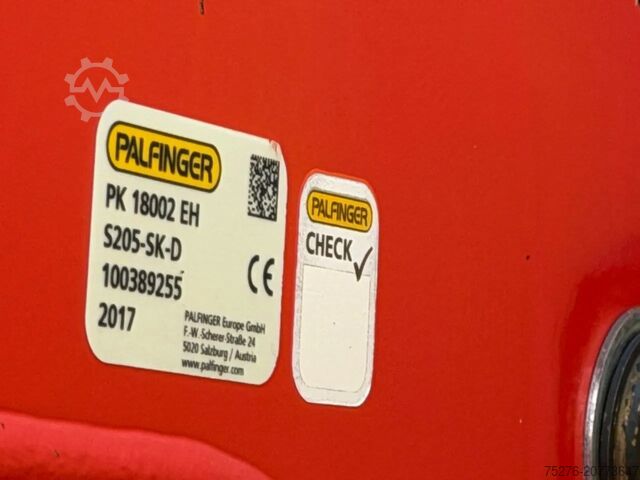 PALFINGER
PK 18002 EH
S205-SK-D
100389255
2017
CE
PALFINGER Europe GmbH
F.-W.-Scherer-Straße 24
5020 Salzburg / Austria
www.palfinger.com
PALFINGER
CHECK